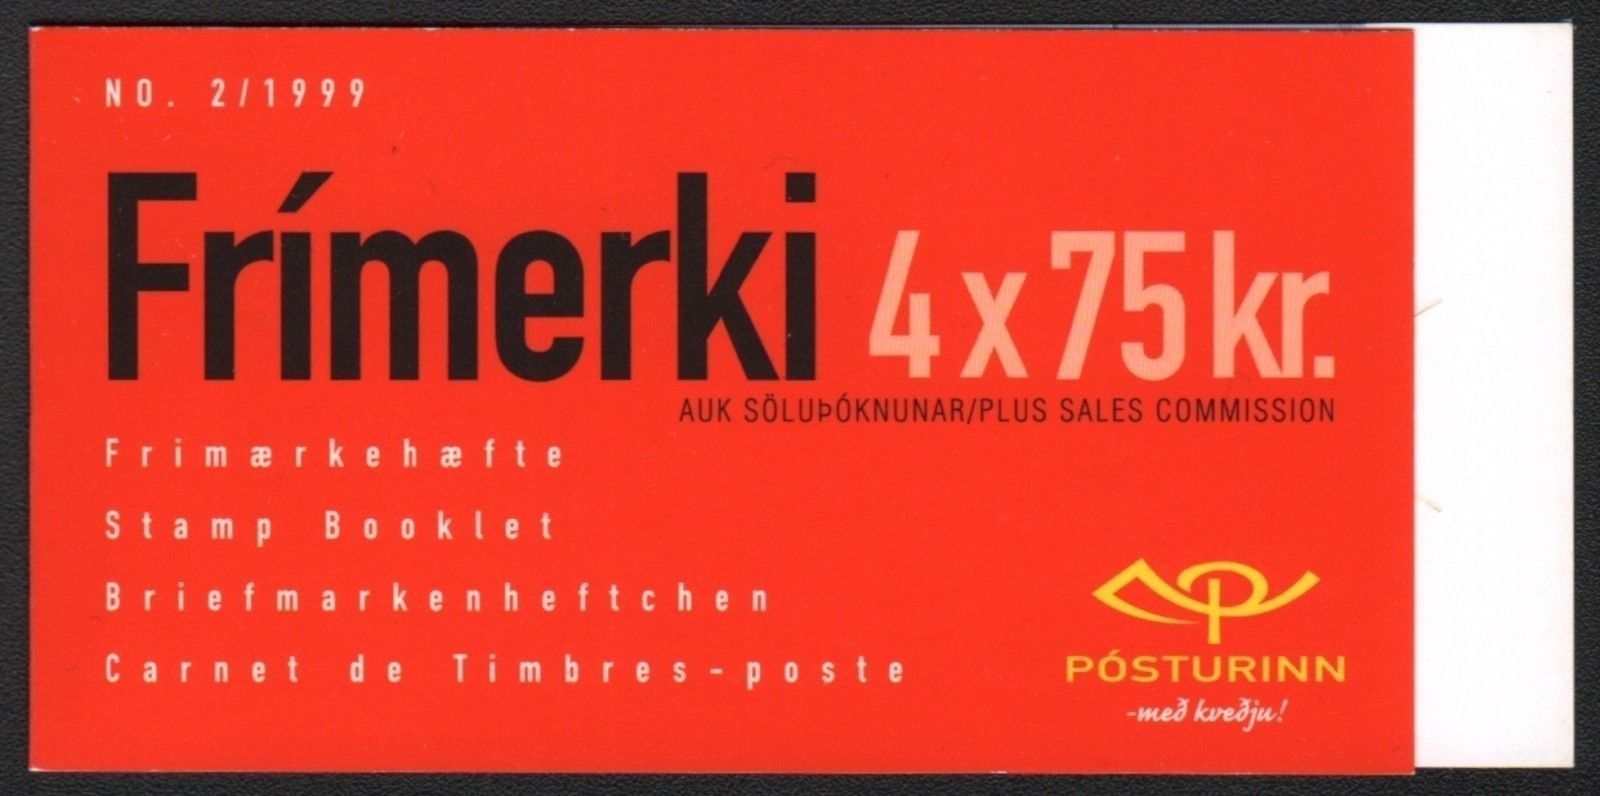 NO. 2/1999
Frímerki 4 x 75 kr.
AUK SÖLUÞÓKNUNAR/PLUS SALES COMMISSION
Frimærkehæfte
Stamp Booklet
Briefmarkenheftchen
Carnet de Timbres-poste
PÓSTURINN
-með kveðju!